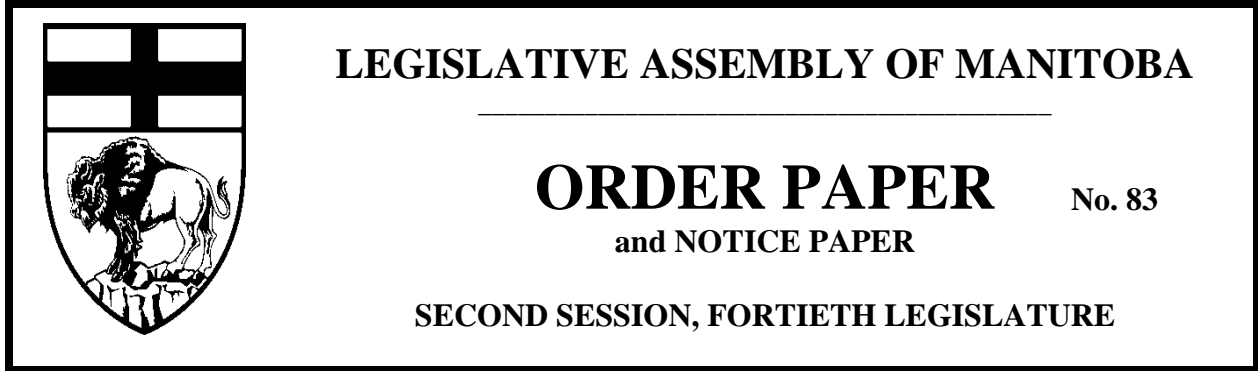 LEGISLATIVE ASSEMBLY OF MANITOBA
ORDER PAPER No. 83
and NOTICE PAPER
SECOND SESSION, FORTIETH LEGISLATURE